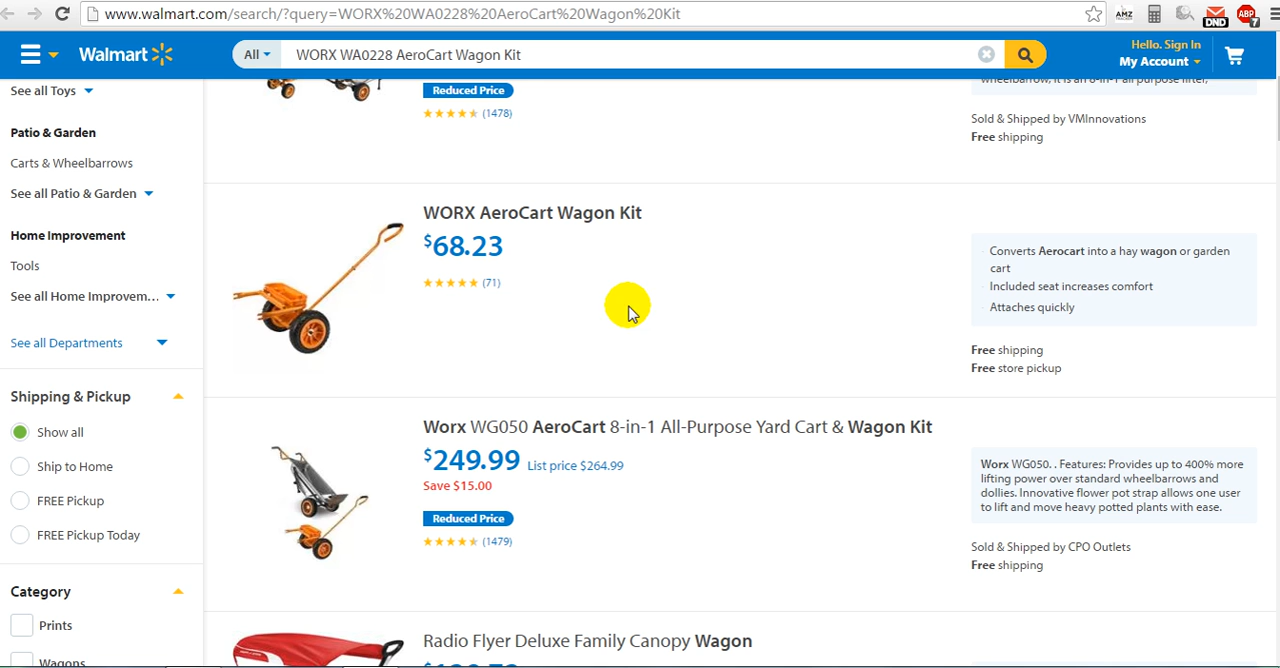 www.walmart.com/search/?query=WORX%20WA0228%20AeroCart%20Wagon%20Kit
AMZ
DND
ABP
7
Walmart
All
WORX WA0228 AeroCart Wagon Kit
Hello. Sign In
My Account
See all Toys
Patio & Garden
Carts & Wheelbarrows
See all Patio & Garden
Home Improvement
Tools
See all Home Improvem...
See all Departments
Shipping & Pickup
Show all
Ship to Home
FREE Pickup
FREE Pickup Today
Category
Prints
Wagons
Reduced Price
(1478)
wheelbarrow, it is an 8-in-1 all purpose lifter,
Sold & Shipped by VMInnovations
Free shipping
WORX AeroCart Wagon Kit
$68.23
(71)
Converts Aerocart into a hay wagon or garden
cart
Included seat increases comfort
Attaches quickly
Free shipping
Free store pickup
Worx WG050 AeroCart 8-in-1 All-Purpose Yard Cart & Wagon Kit
$249.99 List price $264.99
Save $15.00
Reduced Price
(1479)
Worx WG050. . Features: Provides up to 400% more
lifting power over standard wheelbarrows and
dollies. Innovative flower pot strap allows one user
to lift and move heavy potted plants with ease.
Sold & Shipped by CPO Outlets
Free shipping
Radio Flyer Deluxe Family Canopy Wagon